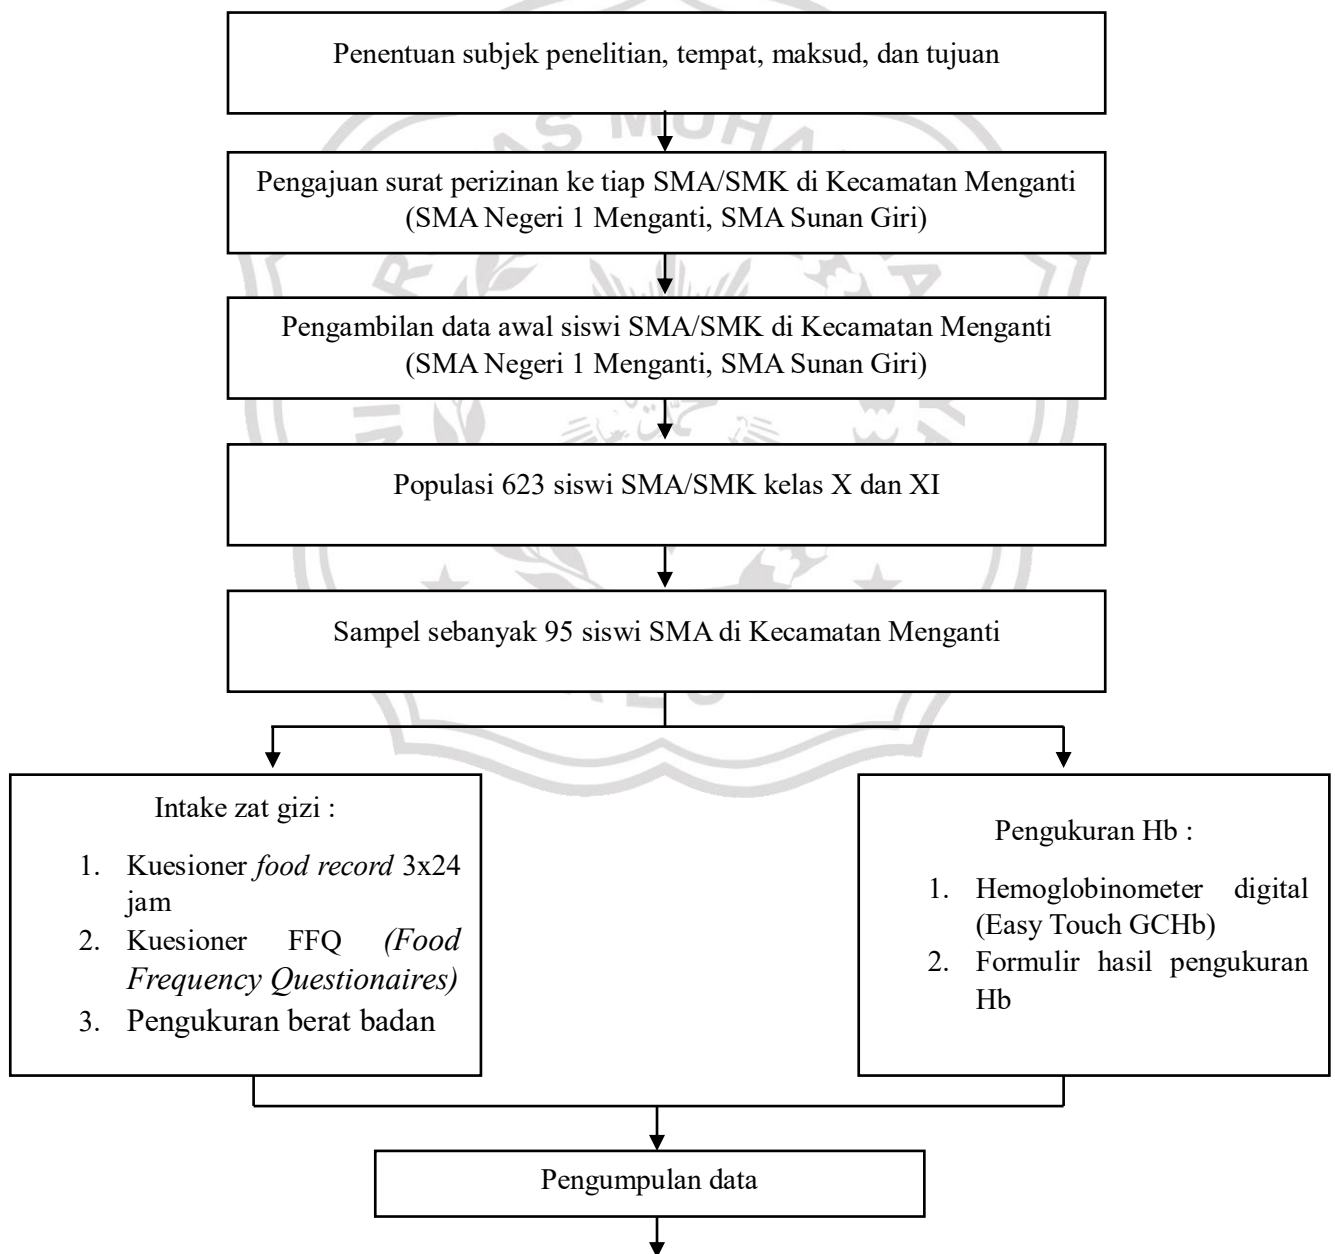 Penentuan subjek penelitian, tempat, maksud, dan tujuan
Pengajuan surat perizinan ke tiap SMA/SMK di Kecamatan Menganti
(SMA Negeri 1 Menganti, SMA Sunan Giri)
Pengambilan data awal siswi SMA/SMK di Kecamatan Menganti
(SMA Negeri 1 Menganti, SMA Sunan Giri)
Populasi 623 siswi SMA/SMK kelas X dan XI
Sampel sebanyak 95 siswi SMA di Kecamatan Menganti
Intake zat gizi :
1. Kuesioner food record 3x24
jam
2. Kuesioner FFQ (Food
Frequency Questionaires)
3. Pengukuran berat badan
Pengukuran Hb :
1. Hemoglobinometer digital
(Easy Touch GCHb)
2. Formulir hasil pengukuran
Hb
Pengumpulan data